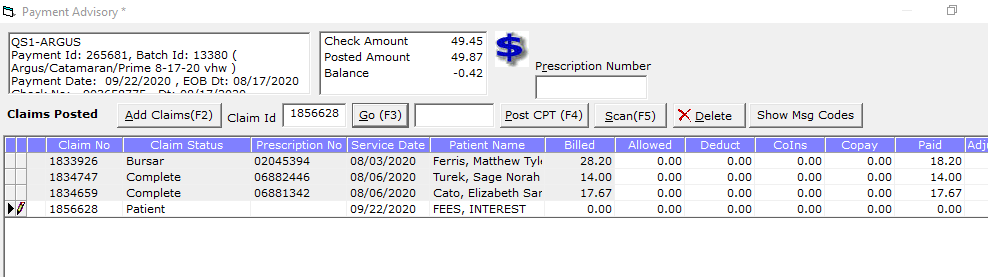 Payment Advisory *
QS1-ARGUS
Payment Id: 265681, Batch Id: 13380 (
Argus/Catamaran/Prime 8-17-20 vhw )
Payment Date: 09/22/2020 , EOB Dt: 08/17/2020
Check Amount 49.45
Posted Amount 49.87
Balance -0.42
$
Prescription Number
Claims Posted Add Claims(F2) Claim Id 1856628 Go (F3) Post CPT (F4) Scan(F5) Delete Show Msg Codes
Claim No Claim Status Prescription No Service Date Patient Name Billed Allowed Deduct CoIns Copay Paid
1833926 Bursar 02045394 08/03/2020 Ferris, Matthew Tyl 28.20 0.00 0.00 0.00 0.00 18.20
1834747 Complete 06882446 08/06/2020 Turek, Sage Norah 14.00 0.00 0.00 0.00 0.00 14.00
1834659 Complete 06881342 08/06/2020 Cato, Elizabeth Sar 17.67 0.00 0.00 0.00 0.00 17.67
1856628 Patient 09/22/2020 FEES, INTEREST 0.00 0.00 0.00 0.00 0.00 0.00